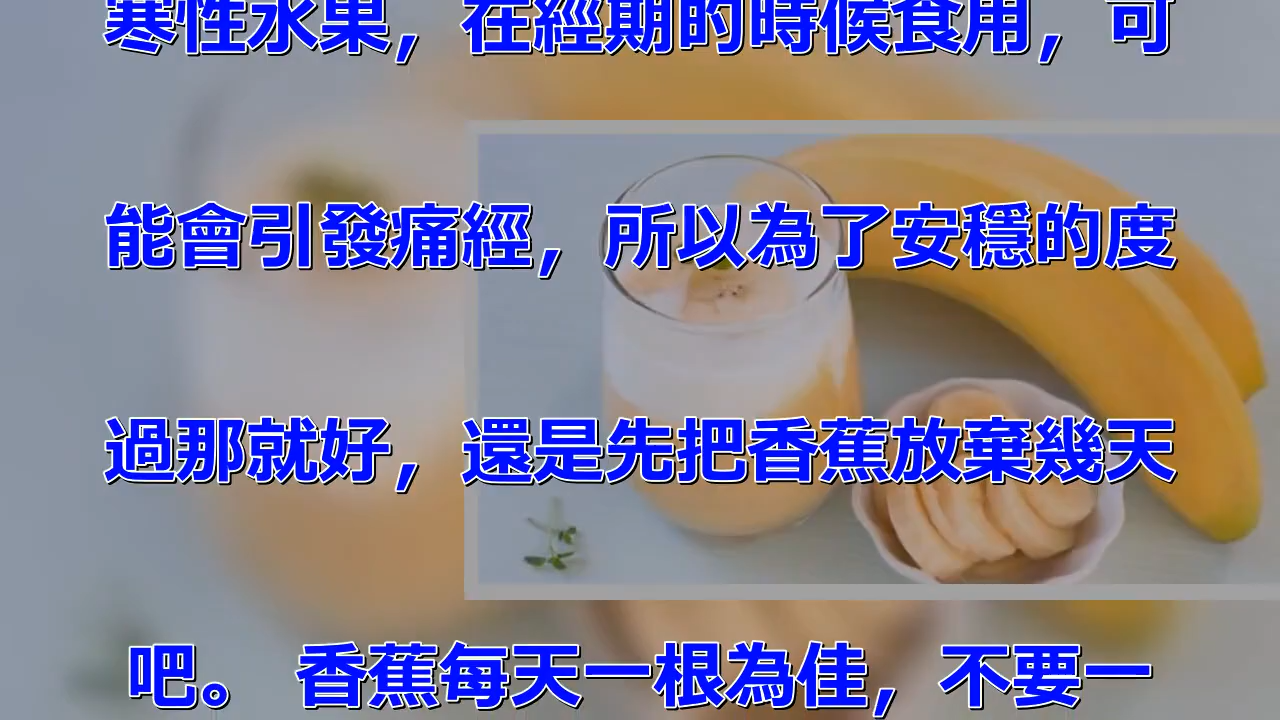 寒性水果，在經期的時候食用，可
能會引發痛經，所以為了安穩的度
過那就好，還是先把香蕉放棄幾天
吧。 香蕉每天一根為佳，不要一